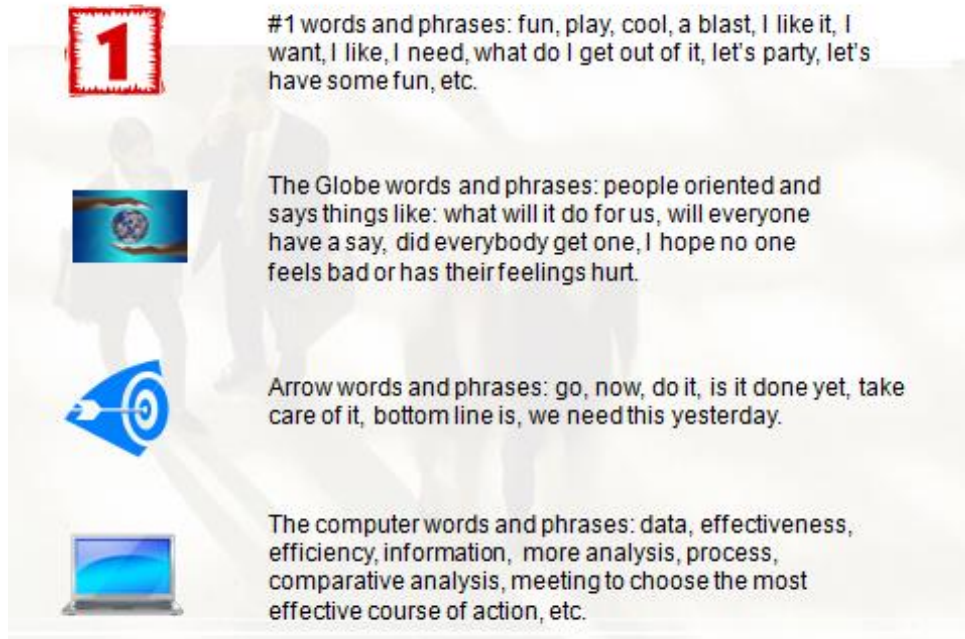 1
#1 words and phrases: fun, play, cool, a blast, I like it, I
want, I like, I need, what do I get out of it, let's party, let's
have some fun, etc.
The Globe words and phrases: people oriented and
says things like: what will it do for us, will everyone
have a say, did everybody get one, I hope no one
feels bad or has their feelings hurt.
Arrow words and phrases: go, now, do it, is it done yet, take
care of it, bottom line is, we need this yesterday.
The computer words and phrases: data, effectiveness,
efficiency, information, more analysis, process,
comparative analysis, meeting to choose the most
effective course of action, etc.